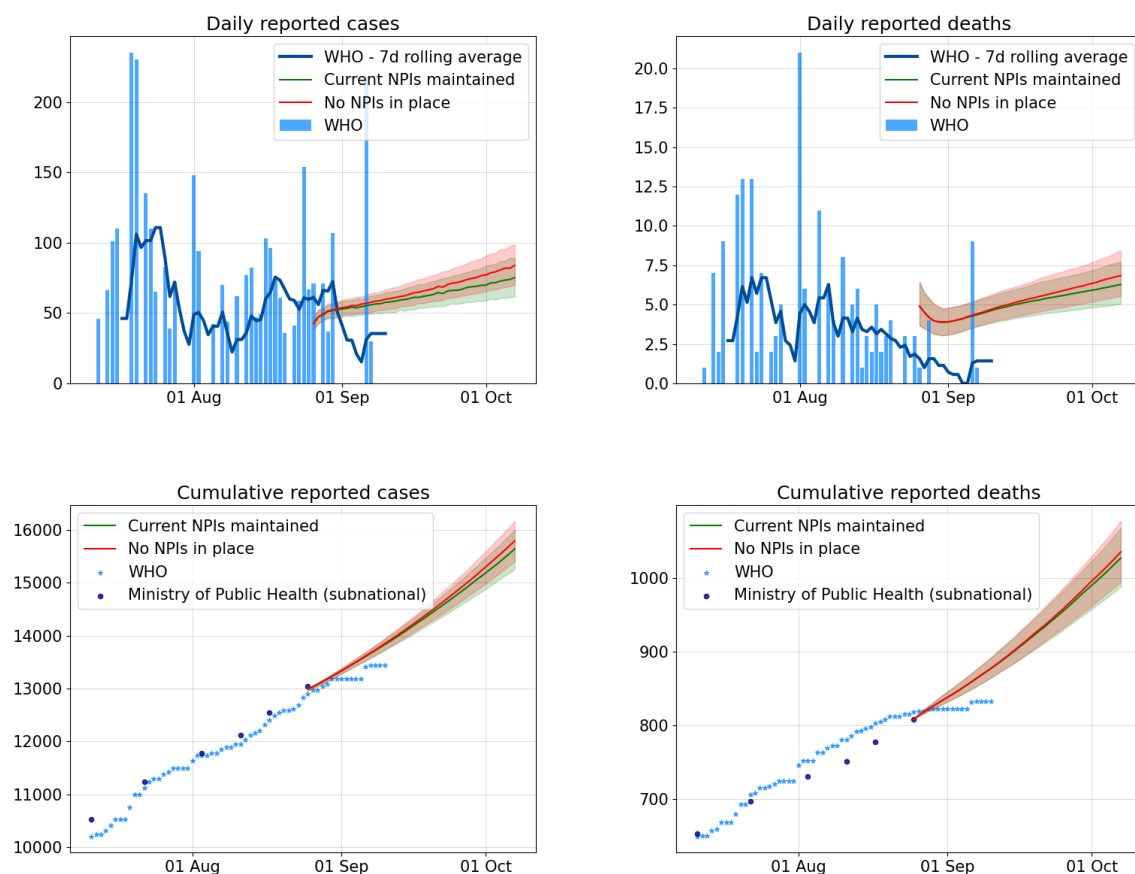 Daily reported cases
WHO - 7d rolling average
Current NPIs maintained
No NPIs in place
WHO
200
150
100
50
0
01 Aug
01 Sep
01 Oct
Daily reported deaths
WHO - 7d rolling average
Current NPIs maintained
No NPIs in place
WHO
20.0
17.5
15.0
12.5
10.0
7.5
5.0
2.5
0.0
01 Aug
01 Sep
01 Oct
Cumulative reported cases
Current NPIs maintained
No NPIs in place
WHO
Ministry of Public Health (subnational)
16000
15000
14000
13000
12000
11000
10000
01 Aug
01 Sep
01 Oct
Cumulative reported deaths
Current NPIs maintained
No NPIs in place
WHO
Ministry of Public Health (subnational)
1000
900
800
700
01 Aug
01 Sep
01 Oct